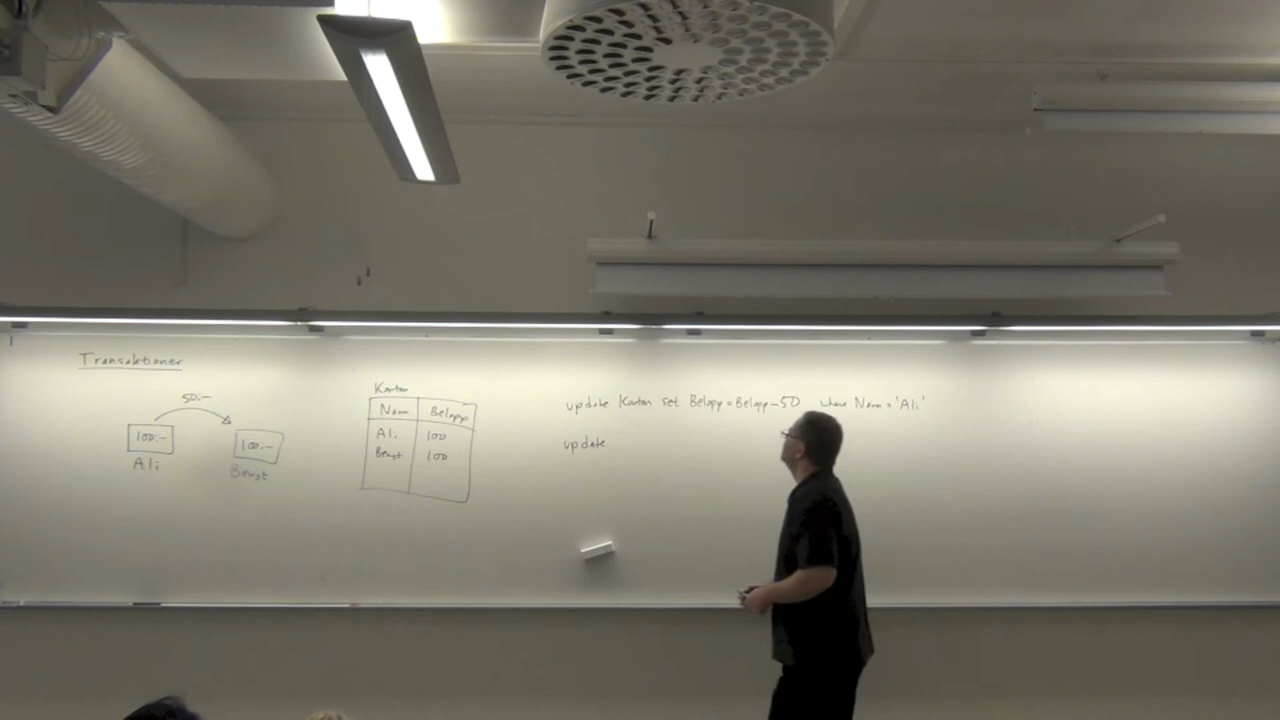 Transaktioner
50:-
100:-
100:-
Ali
Bengt
Konton
Namn Belopp
Ali 100
Bengt 100
update Konton set Belopp = Belopp - 50 where Namn = 'Ali'
update